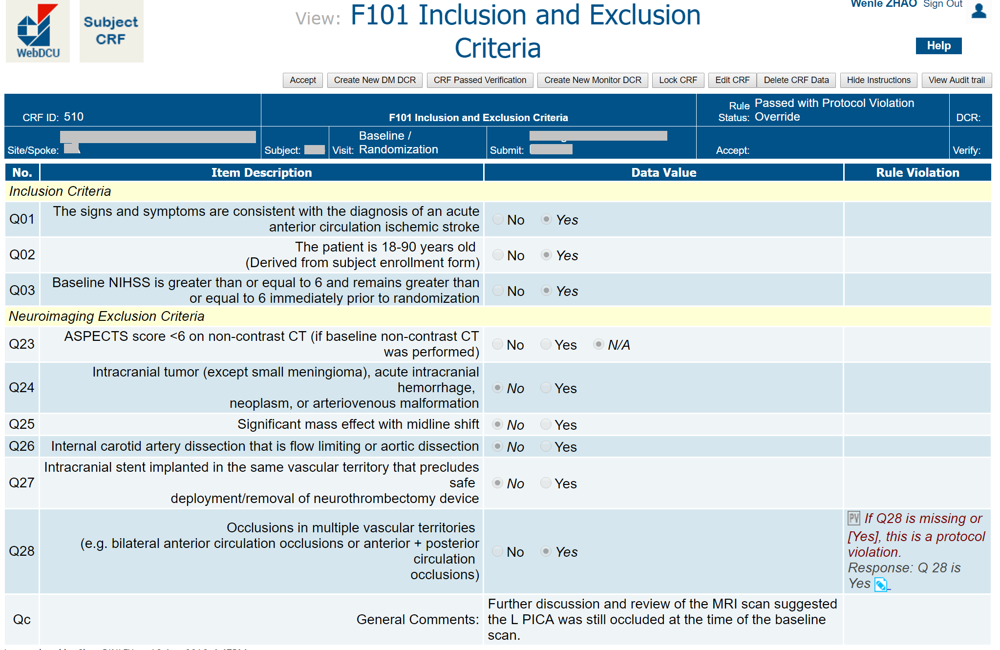 WebDCU
Subject
CRF
View: F101 Inclusion and Exclusion
Criteria
Wenle ZHAO Sign Out
Help
Accept
Create New DM DCR
CRF Passed Verification
Create New Monitor DCR
Lock CRF
Edit CRF
Delete CRF Data
Hide Instructions
View Audit trail
CRF ID: 510
F101 Inclusion and Exclusion Criteria
Rule Status: Passed with Protocol Violation
Override
DCR:
Site/Spoke:
Subject:
Visit: Baseline /
Randomization
Submit:
Accept:
Verify:
No. Item Description Data Value Rule Violation
Inclusion Criteria
Q01 The signs and symptoms are consistent with the diagnosis of an acute
anterior circulation ischemic stroke
No Yes
Q02 The patient is 18-90 years old
(Derived from subject enrollment form)
No Yes
Q03 Baseline NIHSS is greater than or equal to 6 and remains greater than
or equal to 6 immediately prior to randomization
No Yes
Neuroimaging Exclusion Criteria
Q23 ASPECTS score <6 on non-contrast CT (if baseline non-contrast CT
was performed)
No Yes N/A
Q24 Intracranial tumor (except small meningioma), acute intracranial
hemorrhage,
neoplasm, or arteriovenous malformation
No Yes
Q25 Significant mass effect with midline shift
No Yes
Q26 Internal carotid artery dissection that is flow limiting or aortic dissection
No Yes
Q27 Intracranial stent implanted in the same vascular territory that precludes
safe
deployment/removal of neurothrombectomy device
No Yes
Q28 Occlusions in multiple vascular territories
(e.g. bilateral anterior circulation occlusions or anterior + posterior
circulation
occlusions)
No Yes
PV If Q28 is missing or
[Yes], this is a protocol
violation.
Response: Q 28 is
Yes
Qc General Comments:
Further discussion and review of the MRI scan suggested
the L PICA was still occluded at the time of the baseline
scan.